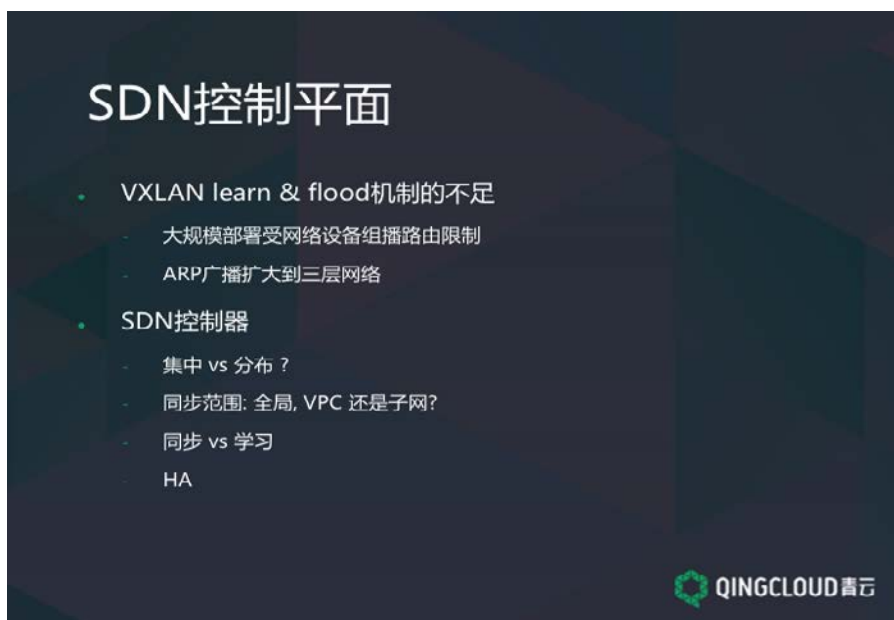 SDN控制平面
VXLAN learn & flood机制的不足
大规模部署受网络设备组播路由限制
ARP广播扩大到三层网络
SDN控制器
集中 vs 分布 ?
同步范围: 全局, VPC 还是子网?
同步 vs 学习
HA
QINGCLOUD青云